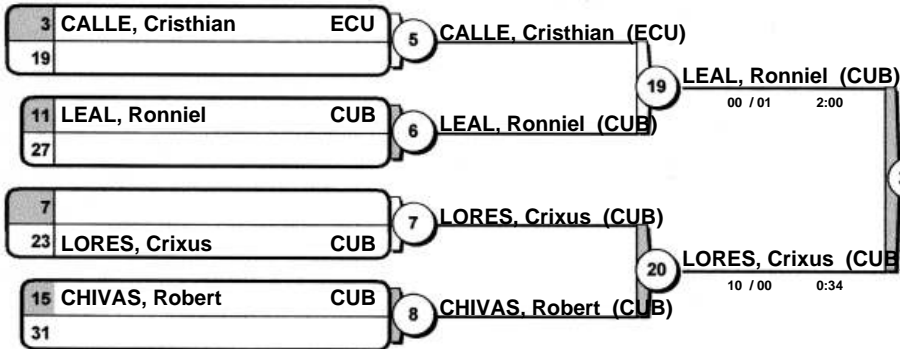 3 CALLE, Cristhian ECU
19
5 CALLE, Cristhian (ECU)
11 LEAL, Ronniel CUB
27
6 LEAL, Ronniel (CUB)
19 LEAL, Ronniel (CUB)
00 / 01 2:00
7
23 LORES, Crixus CUB
7 LORES, Crixus (CUB)
15 CHIVAS, Robert CUB
31
8 CHIVAS, Robert (CUB)
20 LORES, Crixus (CUB
10 / 00 0:34